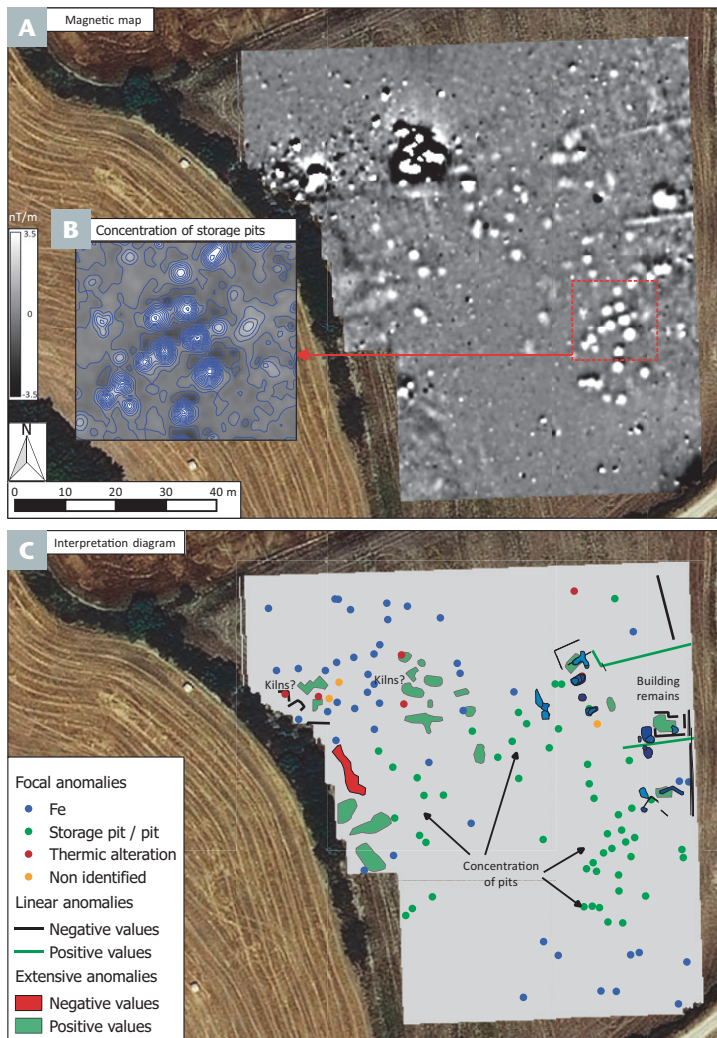 A
Magnetic map
nT/m
3.5
0
-3.5
B
Concentration of storage pits
N
0 10 20 30 40 m
C
Interpretation diagram
Kilns?
Kilns?
Building
remains
Concentration
of pits
Focal anomalies
Fe
Storage pit / pit
Thermic alteration
Non identified
Linear anomalies
Negative values
Positive values
Extensive anomalies
Negative values
Positive values